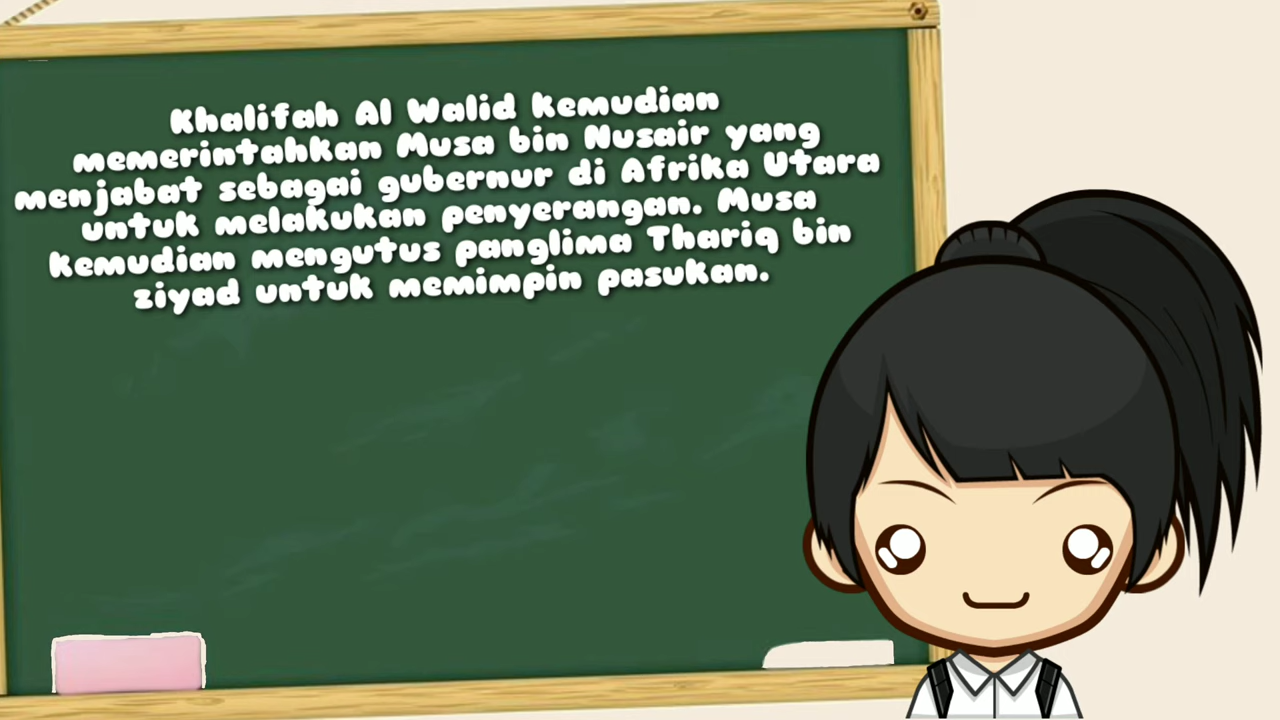 Khalifah Al Walid kemudian
memerintahkan Musa bin Nusair yang
menjabat sebagai gubernur di Afrika Utara
untuk melakukan penyerangan. Musa
kemudian mengutus panglima Thariq bin
ziyad untuk memimpin pasukan.